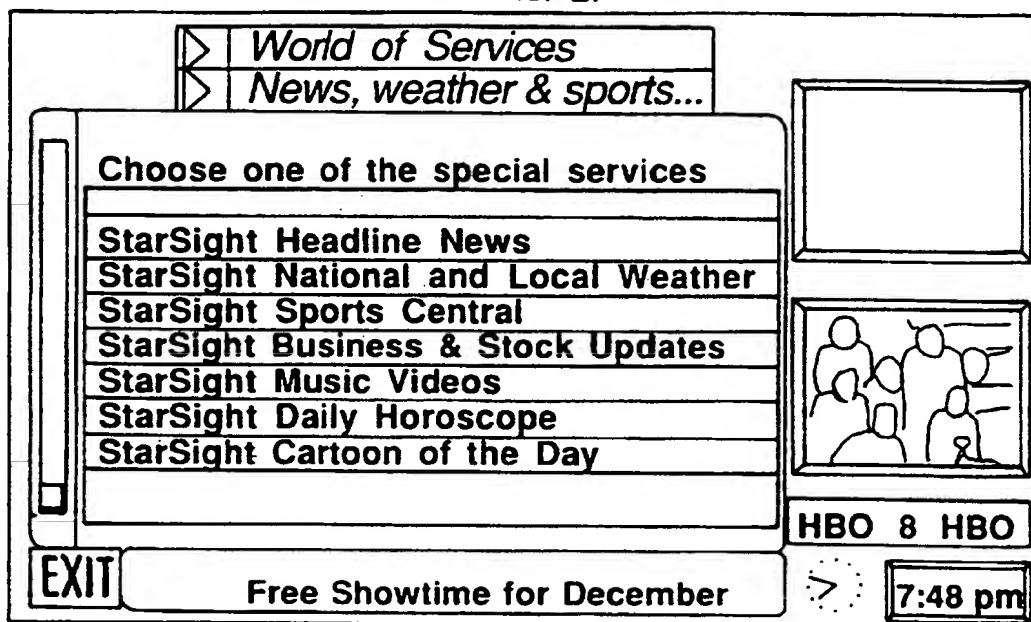 World of Services
News, weather & sports...
Choose one of the special services
StarSight Headline News
StarSight National and Local Weather
StarSight Sports Central
StarSight Business & Stock Updates
StarSight Music Videos
StarSight Daily Horoscope
StarSight Cartoon of the Day
HBO 8 HBO
EXIT
Free Showtime for December
7:48 pm